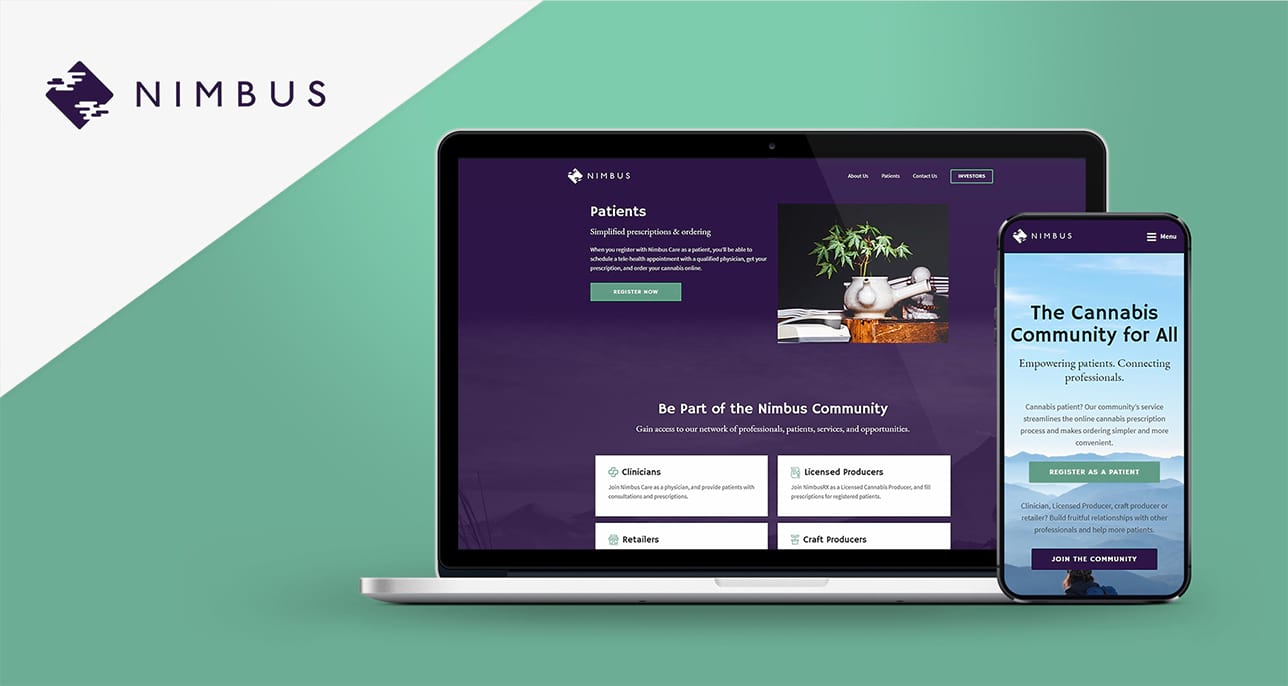 NIMBUS
NIMBUS
About Us
Patients
Contact Us
INVESTORS
Patients
Simplified prescriptions & ordering
When you register with Nimbus Care as a patient, you'll be able to
schedule a tele-health appointment with a qualified physician, get your
prescription, and order your cannabis online.
REGISTER NOW
Be Part of the Nimbus Community
Gain access to our network of professionals, patients, services, and opportunities.
Clinicians
Join Nimbus Care as a physician, and provide patients with
consultations and prescriptions.
Licensed Producers
Join NimbusRX as a Licensed Cannabis Producer, and fill
prescriptions for registered patients.
Retailers
Craft Producers
NIMBUS
Menu
The Cannabis
Community for All
Empowering patients. Connecting
professionals.
Cannabis patient? Our community's service
streamlines the online cannabis prescription
process and makes ordering simpler and more
convenient.
REGISTER AS A PATIENT
Clinician, Licensed Producer, craft producer or
retailer? Build fruitful relationships with other
professionals and help more patients.
JOIN THE COMMUNITY